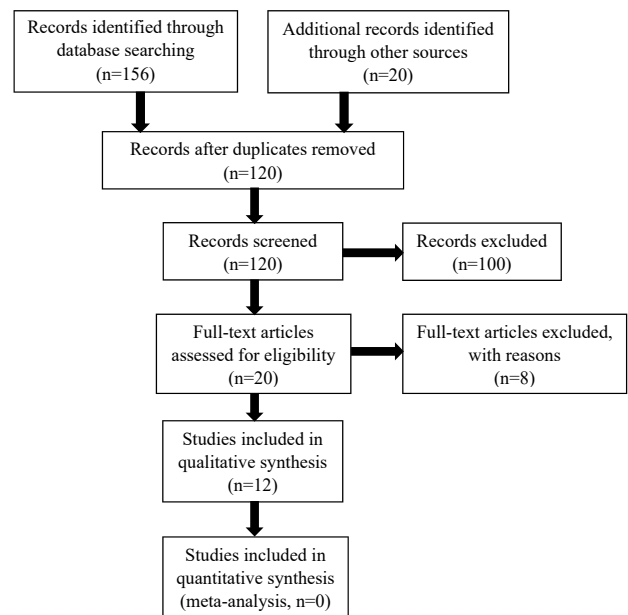 Records identified through
database searching
(n=156)
Additional records identified
through other sources
(n=20)
Records after duplicates removed
(n=120)
Records screened
(n=120)
Records excluded
(n=100)
Full-text articles
assessed for eligibility
(n=20)
Full-text articles excluded,
with reasons
(n=8)
Studies included in
qualitative synthesis
(n=12)
Studies included in
quantitative synthesis
(meta-analysis, n=0)